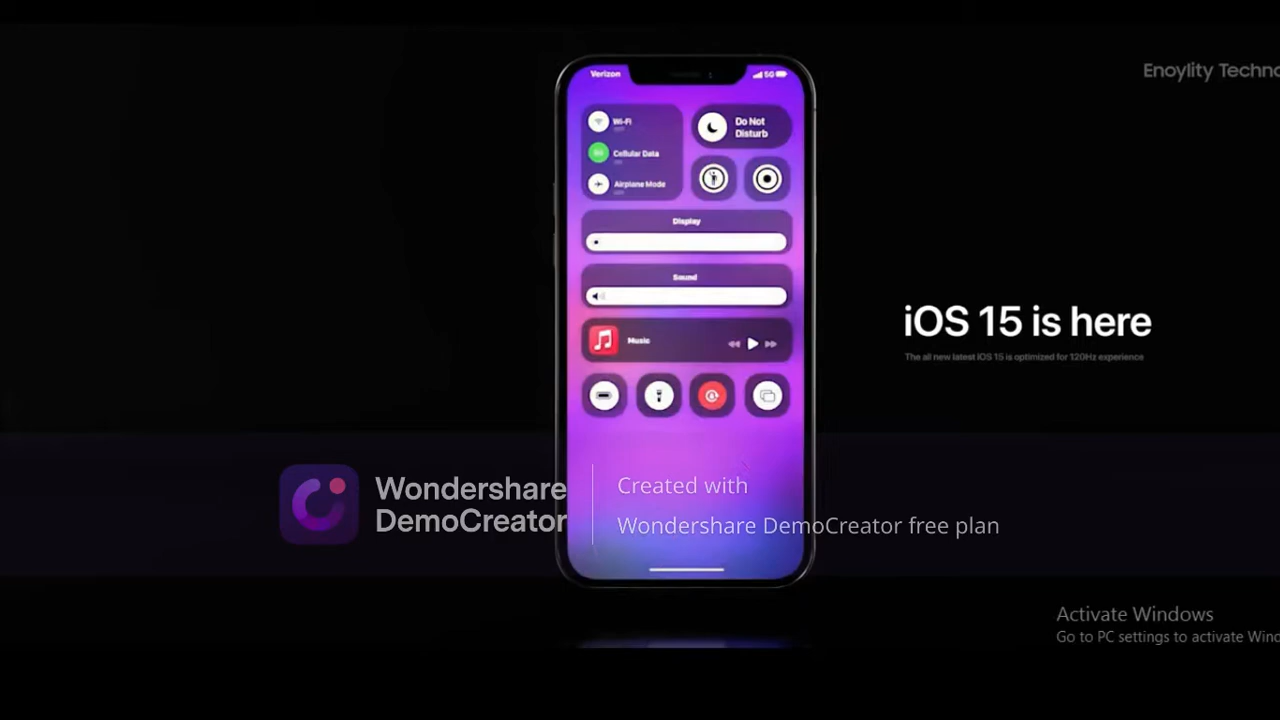 Enoylity Techno
Verizon
5G
Wi-Fi
Do Not
Disturb
Cellular Data
Airplane Mode
Display
Sound
iOS 15 is here
The all new latest iOS 15 is optimized for 120Hz experience
Music
Wondershare
DemoCreator
Created with
Wondershare DemoCreator free plan
Activate Windows
Go to PC settings to activate Wind